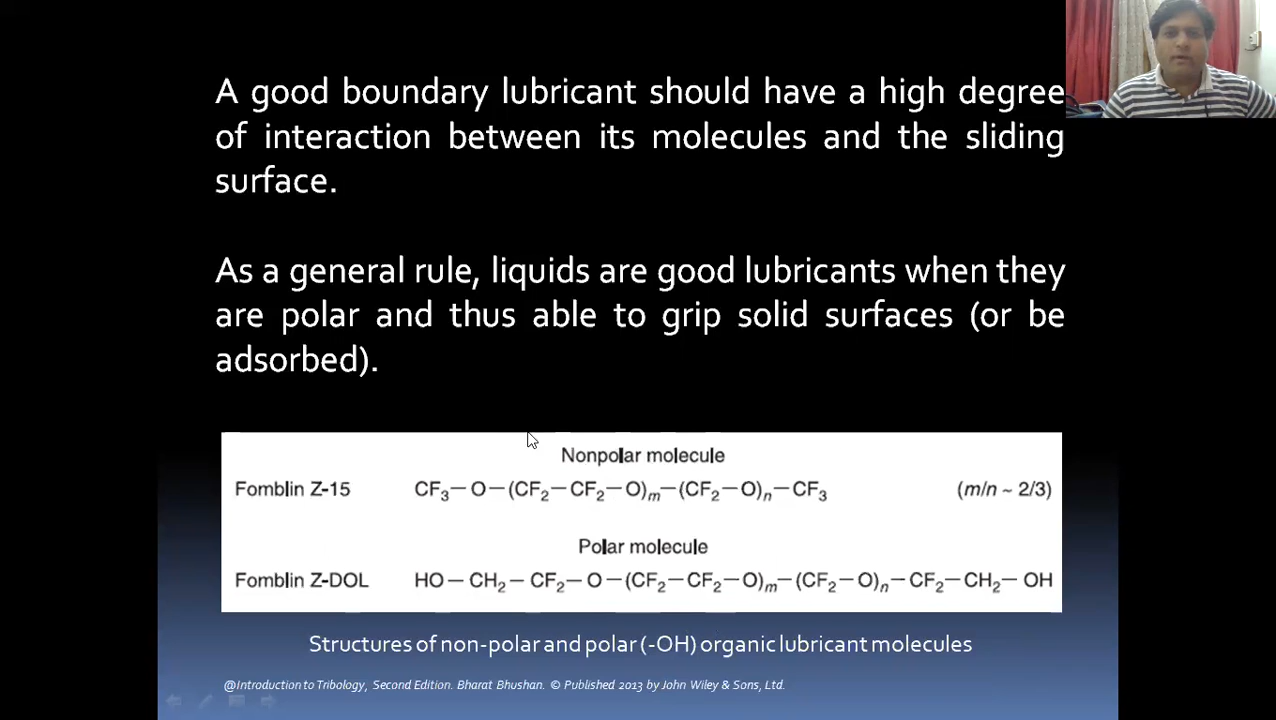 A good boundary lubricant should have a high degree
of interaction between its molecules and the sliding
surface.
As a general rule, liquids are good lubricants when they
are polar and thus able to grip solid surfaces (or be
adsorbed).
Nonpolar molecule
Fomblin Z-15 CF₃—O—(CF₂—CF₂—O)ₘ—(CF₂—O)ₙ—CF₃ (m/n ~ 2/3)
Polar molecule
Fomblin Z-DOL HO—CH₂—CF₂—O—(CF₂—CF₂—O)ₘ—(CF₂—O)ₙ—CF₂—CH₂—OH
Structures of non-polar and polar (-OH) organic lubricant molecules
@Introduction to Tribology, Second Edition. Bharat Bhushan. © Published 2013 by John Wiley & Sons, Ltd.